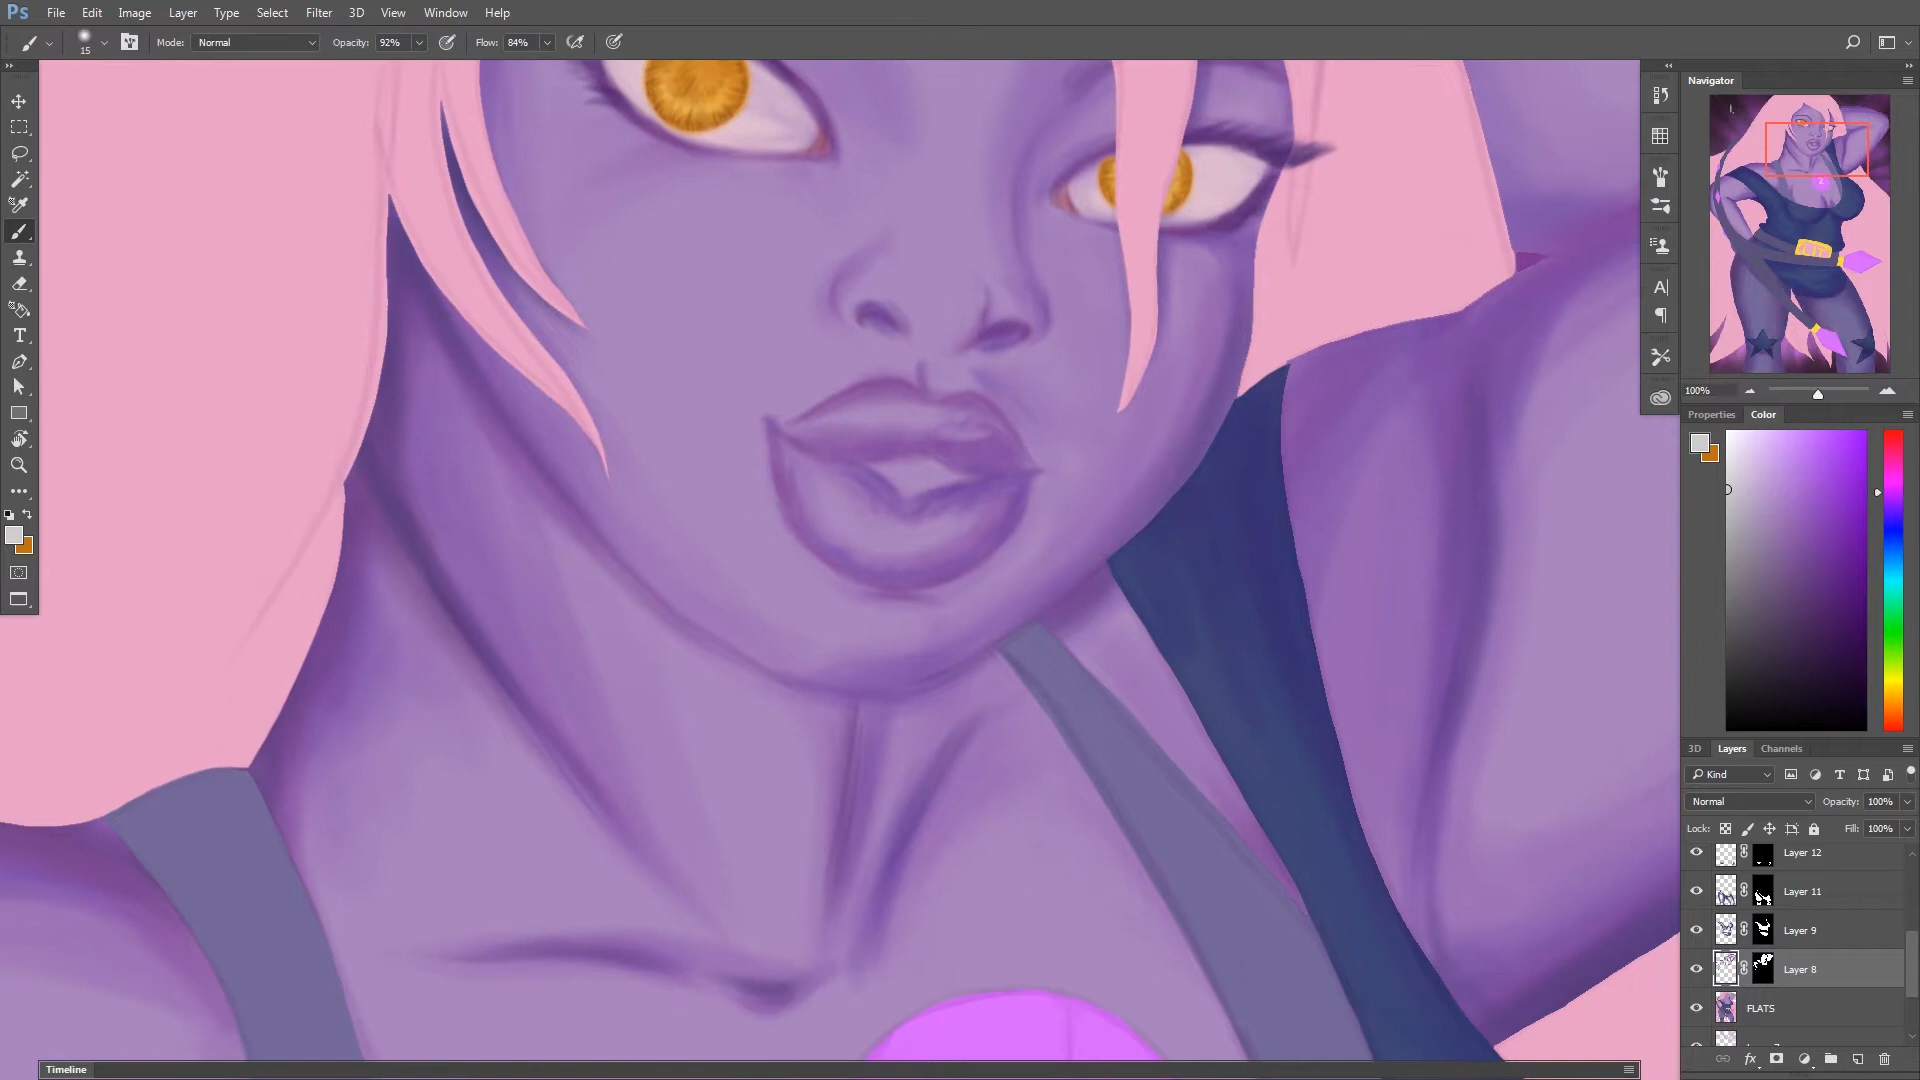 Ps File Edit Image Layer Type Select Filter 3D View Window Help
15 Mode: Normal Opacity: 92% Flow: 84%
Navigator
100%
Properties Color
3D Layers Channels
Kind
Normal Opacity: 100%
Lock: Fill: 100%
Layer 12
Layer 11
Layer 9
Layer 8
FLATS
fx
Timeline